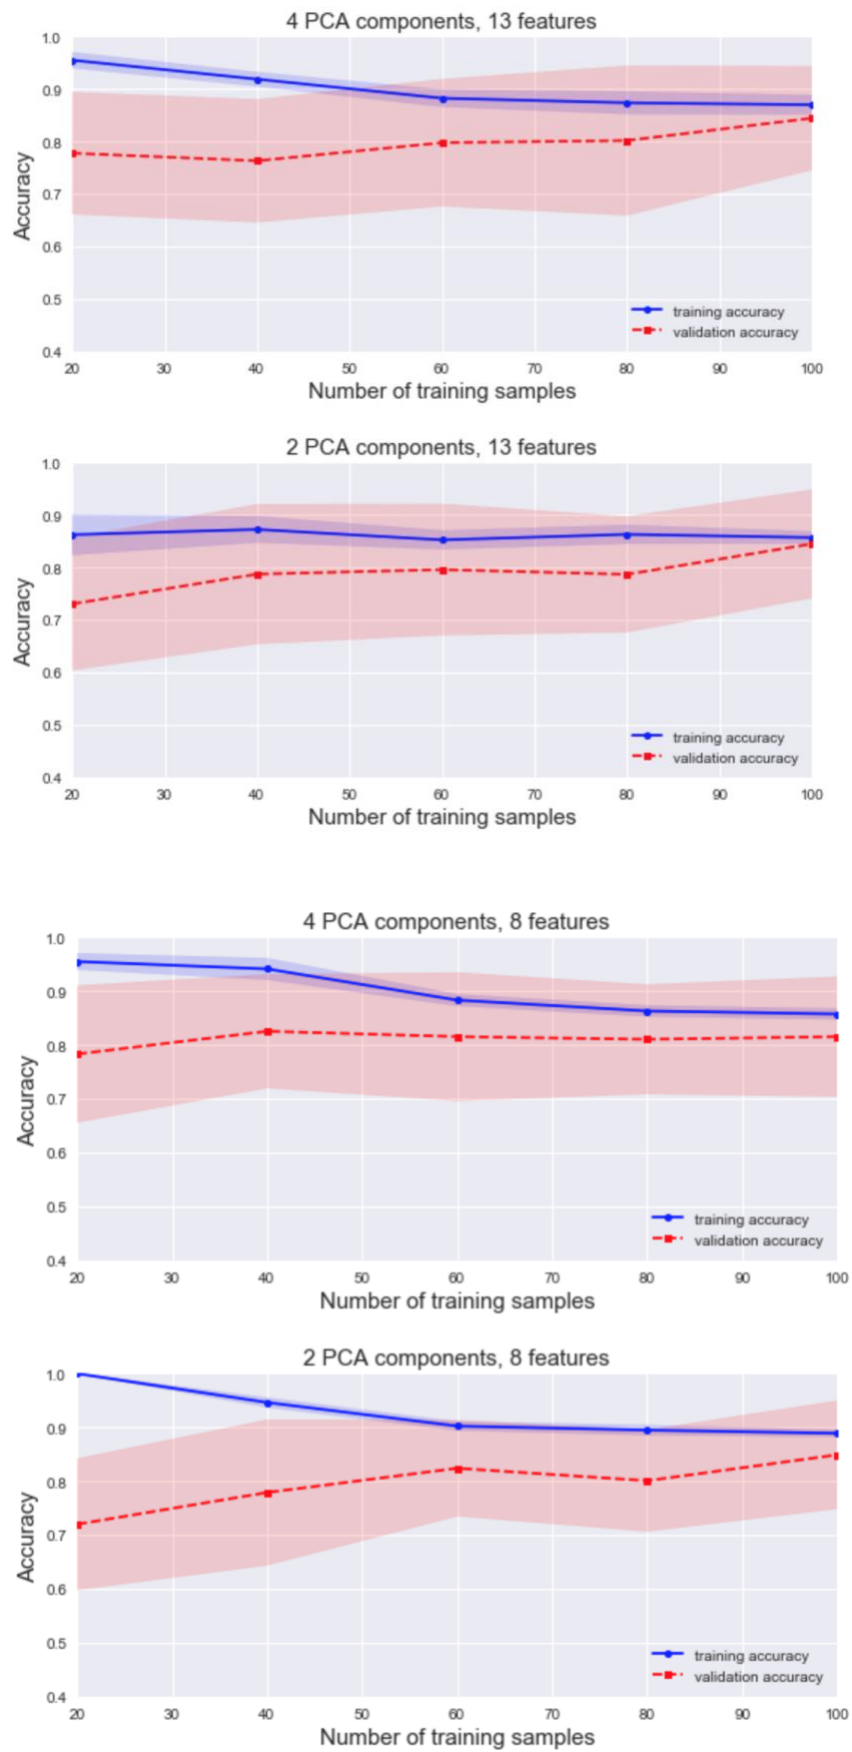 4 PCA components, 13 features
1.0
0.9
0.8
0.7
0.6
0.5
0.4
Accuracy
training accuracy
validation accuracy
20 30 40 50 60 70 80 90 100
Number of training samples
2 PCA components, 13 features
1.0
0.9
0.8
0.7
0.6
0.5
0.4
Accuracy
training accuracy
validation accuracy
20 30 40 50 60 70 80 90 100
Number of training samples
4 PCA components, 8 features
1.0
0.9
0.8
0.7
0.6
0.5
0.4
Accuracy
training accuracy
validation accuracy
20 30 40 50 60 70 80 90 100
Number of training samples
2 PCA components, 8 features
1.0
0.9
0.8
0.7
0.6
0.5
0.4
Accuracy
training accuracy
validation accuracy
20 30 40 50 60 70 80 90 100
Number of training samples